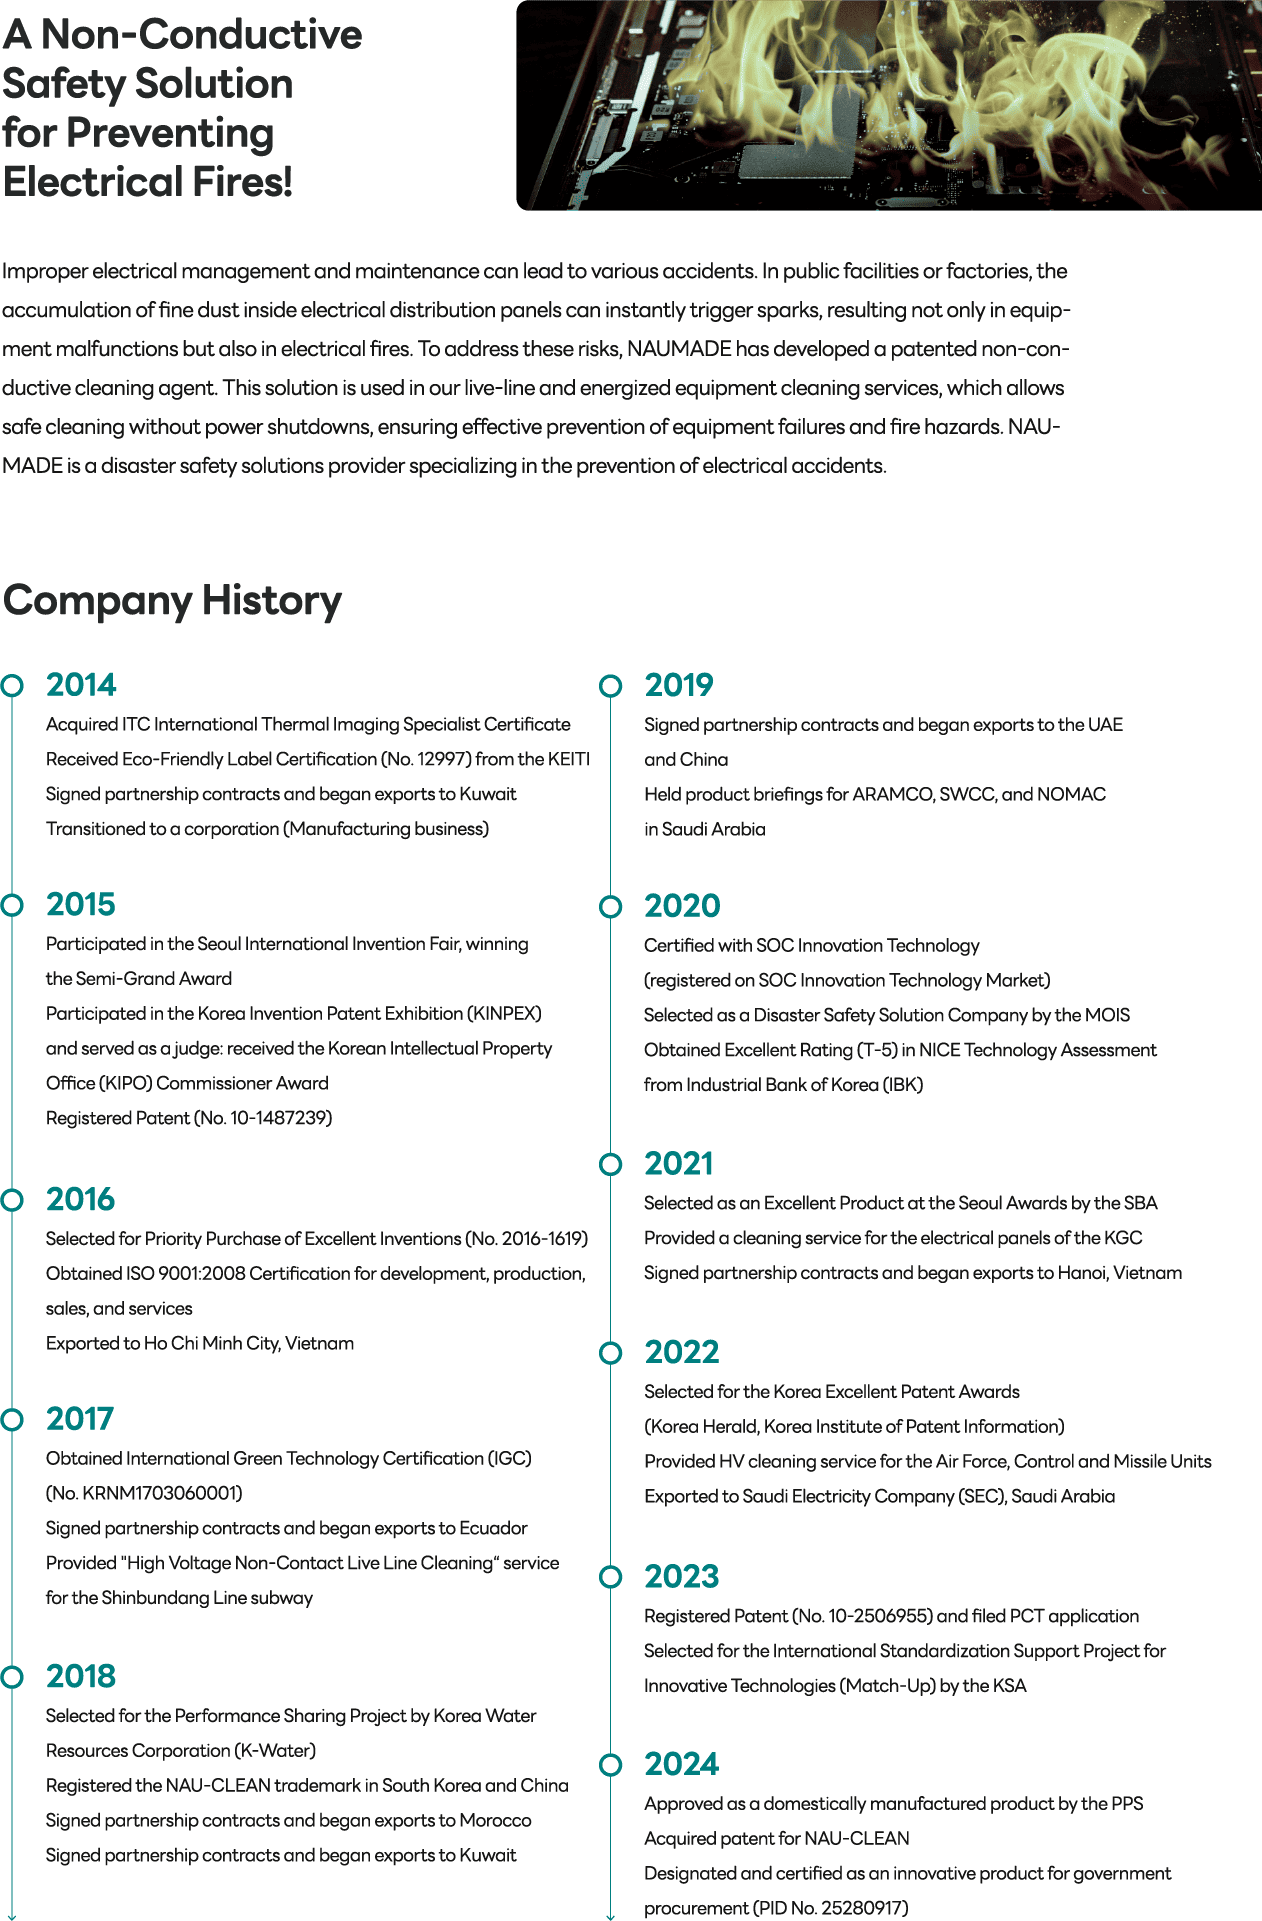 A Non-Conductive
Safety Solution
for Preventing
Electrical Fires!
Improper electrical management and maintenance can lead to various accidents. In public facilities or factories, the
accumulation of fine dust inside electrical distribution panels can instantly trigger sparks, resulting not only in equip-
ment malfunctions but also in electrical fires. To address these risks, NAUMADE has developed a patented non-con-
ductive cleaning agent. This solution is used in our live-line and energized equipment cleaning services, which allows
safe cleaning without power shutdowns, ensuring effective prevention of equipment failures and fire hazards. NAU-
MADE is a disaster safety solutions provider specializing in the prevention of electrical accidents.
Company History
2014
Acquired ITC International Thermal Imaging Specialist Certificate
Received Eco-Friendly Label Certification (No. 12997) from the KEITI
Signed partnership contracts and began exports to Kuwait
Transitioned to a corporation (Manufacturing business)
2015
Participated in the Seoul International Invention Fair, winning
the Semi-Grand Award
Participated in the Korea Invention Patent Exhibition (KINPEX)
and served as a judge: received the Korean Intellectual Property
Office (KIPO) Commissioner Award
Registered Patent (No. 10-1487239)
2016
Selected for Priority Purchase of Excellent Inventions (No. 2016-1619)
Obtained ISO 9001:2008 Certification for development, production,
sales, and services
Exported to Ho Chi Minh City, Vietnam
2017
Obtained International Green Technology Certification (IGC)
(No. KRNM1703060001)
Signed partnership contracts and began exports to Ecuador
Provided "High Voltage Non-Contact Live Line Cleaning“ service
for the Shinbundang Line subway
2018
Selected for the Performance Sharing Project by Korea Water
Resources Corporation (K-Water)
Registered the NAU-CLEAN trademark in South Korea and China
Signed partnership contracts and began exports to Morocco
Signed partnership contracts and began exports to Kuwait
2019
Signed partnership contracts and began exports to the UAE
and China
Held product briefings for ARAMCO, SWCC, and NOMAC
in Saudi Arabia
2020
Certified with SOC Innovation Technology
(registered on SOC Innovation Technology Market)
Selected as a Disaster Safety Solution Company by the MOIS
Obtained Excellent Rating (T-5) in NICE Technology Assessment
from Industrial Bank of Korea (IBK)
2021
Selected as an Excellent Product at the Seoul Awards by the SBA
Provided a cleaning service for the electrical panels of the KGC
Signed partnership contracts and began exports to Hanoi, Vietnam
2022
Selected for the Korea Excellent Patent Awards
(Korea Herald, Korea Institute of Patent Information)
Provided HV cleaning service for the Air Force, Control and Missile Units
Exported to Saudi Electricity Company (SEC), Saudi Arabia
2023
Registered Patent (No. 10-2506955) and filed PCT application
Selected for the International Standardization Support Project for
Innovative Technologies (Match-Up) by the KSA
2024
Approved as a domestically manufactured product by the PPS
Acquired patent for NAU-CLEAN
Designated and certified as an innovative product for government
procurement (PID No. 25280917)